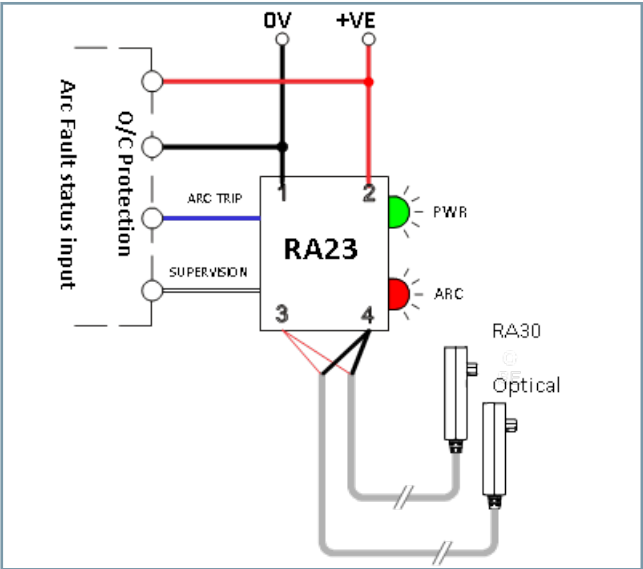 0V
+VE
Arc Fault status input
O/C Protection
ARC TRIP
SUPERVISION
1
2
RA23
3
4
PWR
ARC
RA30
Optical